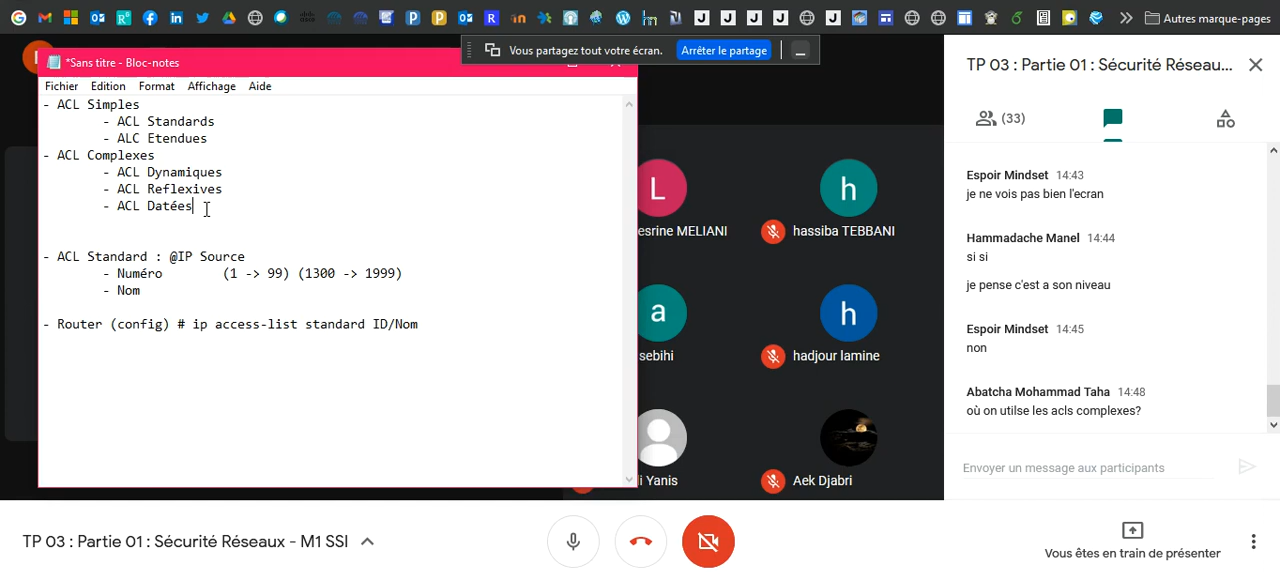 Autres marque-pages
Vous partagez tout votre écran.
Arrêter le partage
*Sans titre - Bloc-notes
Fichier Edition Format Affichage Aide
- ACL Simples
- ACL Standards
- ALC Etendues
- ACL Complexes
- ACL Dynamiques
- ACL Reflexives
- ACL Datées
- ACL Standard : @IP Source
- Numéro (1 -> 99) (1300 -> 1999)
- Nom
- Router (config) # ip access-list standard ID/Nom
L
esrine MELIANI
h
hassiba TEBBANI
a
sebihi
h
hadjour lamine
i Yanis
Aek Djabri
TP 03 : Partie 01 : Sécurité Réseau...
(33)
Espoir Mindset 14:43
je ne vois pas bien l'ecran
Hammadache Manel 14:44
si si
je pense c'est a son niveau
Espoir Mindset 14:45
non
Abatcha Mohammad Taha 14:48
où on utilse les acls complexes?
Envoyer un message aux participants
TP 03 : Partie 01 : Sécurité Réseaux - M1 SSI
Vous êtes en train de présenter